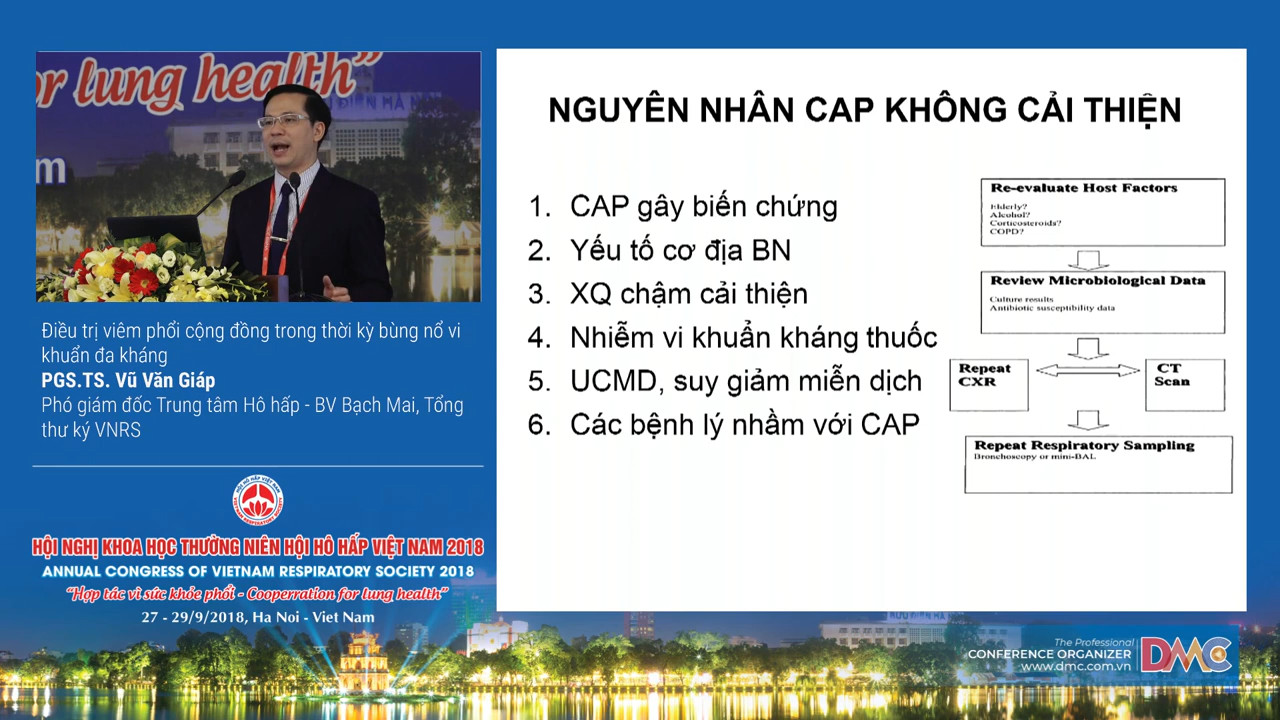 or lung health”
m
Điều trị viêm phổi cộng đồng trong thời kỳ bùng nổ vi
khuẩn đa kháng
PGS.TS. Vũ Văn Giáp
Phó giám đốc Trung tâm Hô hấp - BV Bạch Mai, Tổng
thư ký VNRS
HỘI NGHỊ KHOA HỌC THƯỜNG NIÊN HỘI HÔ HẤP VIỆT NAM 2018
ANNUAL CONGRESS OF VIETNAM RESPIRATORY SOCIETY 2018
“Hợp tác vì sức khỏe phổi - Cooperration for lung health”
27 - 29/9/2018, Ha Noi - Viet Nam
NGUYÊN NHÂN CAP KHÔNG CẢI THIỆN
1. CAP gây biến chứng
2. Yếu tố cơ địa BN
3. XQ chậm cải thiện
4. Nhiễm vi khuẩn kháng thuốc
5. UCMD, suy giảm miễn dịch
6. Các bệnh lý nhầm với CAP
Re-evaluate Host Factors
Elderly?
Alcohol?
Corticosteroids?
COPD?
Review Microbiological Data
Culture results
Antibiotic susceptibility data
Repeat
CXR
CT
Scan
Repeat Respiratory Sampling
Bronchoscopy or mini-BAL
The Professional
CONFERENCE ORGANIZER
www.dmc.com.vn
DMC